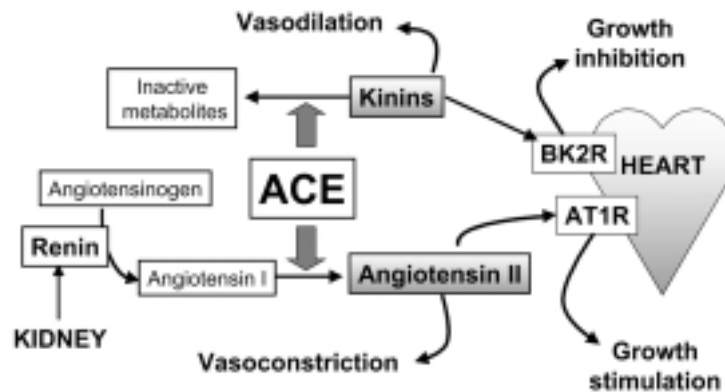 Vasodilation
Growth
inhibition
Inactive
metabolites
Kinins
BK2R
HEART
ACE
Angiotensinogen
AT1R
Renin
Angiotensin I
Angiotensin II
KIDNEY
Vasoconstriction
Growth
stimulation